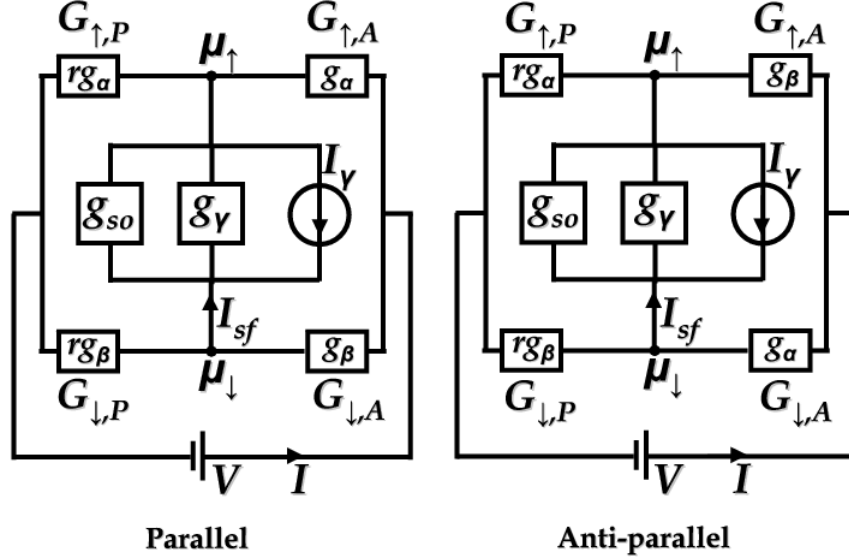 G↑,P μ↑ G↑,A G↑,P μ↑ G↑,A
rgα gα rgα gβ
Iγ Iγ
gso gγ gso gγ
Isf Isf
rgβ gβ rgβ gα
G↓,P μ↓ G↓,A G↓,P μ↓ G↓,A
V I V I
Parallel Anti-parallel